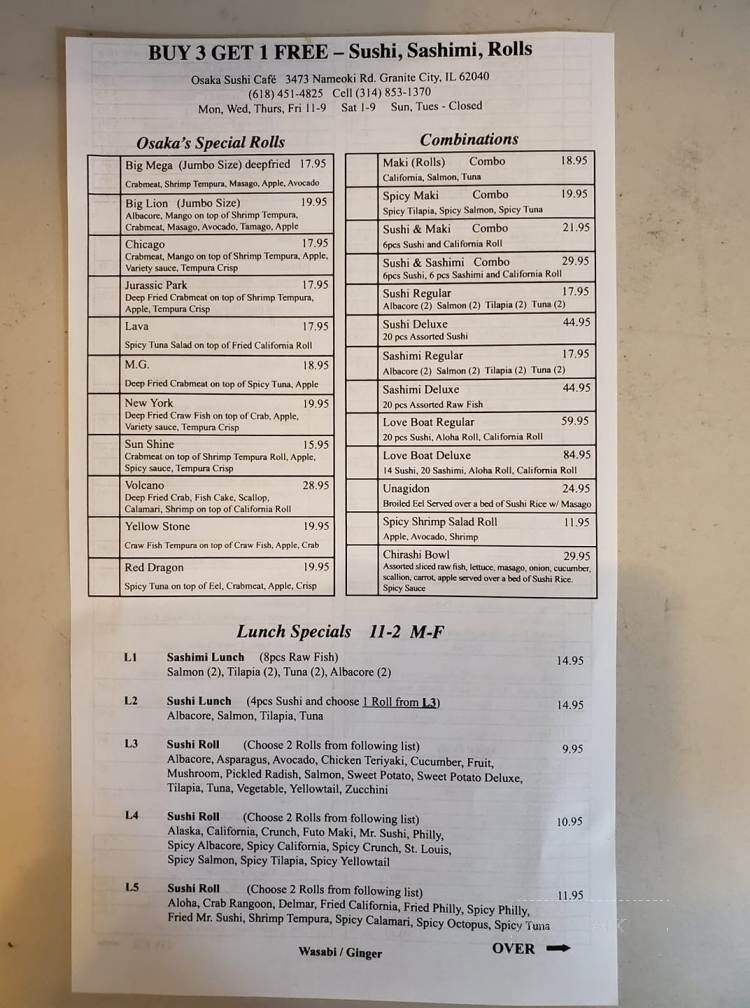 BUY 3 GET 1 FREE – Sushi, Sashimi, Rolls
Osaka Sushi Café 3473 Nameoki Rd. Granite City, IL 62040
(618) 451-4825 Cell (314) 853-1370
Mon, Wed, Thurs, Fri 11-9 Sat 1-9 Sun, Tues - Closed
Osaka's Special Rolls
Big Mega (Jumbo Size) deepfried 17.95
Crabmeat, Shrimp Tempura, Masago, Apple, Avocado
Big Lion (Jumbo Size) 19.95
Albacore, Mango on top of Shrimp Tempura,
Crabmeat, Masago, Avocado, Tamago, Apple
Chicago 17.95
Crabmeat, Mango on top of Shrimp Tempura, Apple,
Variety sauce, Tempura Crisp
Jurassic Park 17.95
Deep Fried Crabmeat on top of Shrimp Tempura,
Apple, Tempura Crisp
Lava 17.95
Spicy Tuna Salad on top of Fried California Roll
M.G. 18.95
Deep Fried Crabmeat on top of Spicy Tuna, Apple
New York 19.95
Deep Fried Craw Fish on top of Crab, Apple,
Variety sauce, Tempura Crisp
Sun Shine 15.95
Crabmeat on top of Shrimp Tempura Roll, Apple,
Spicy sauce, Tempura Crisp
Volcano 28.95
Deep Fried Crab, Fish Cake, Scallop,
Calamari, Shrimp on top of California Roll
Yellow Stone 19.95
Craw Fish Tempura on top of Craw Fish, Apple, Crab
Red Dragon 19.95
Spicy Tuna on top of Eel, Crabmeat, Apple, Crisp
Combinations
Maki (Rolls) Combo 18.95
California, Salmon, Tuna
Spicy Maki Combo 19.95
Spicy Tilapia, Spicy Salmon, Spicy Tuna
Sushi & Maki Combo 21.95
6pcs Sushi and California Roll
Sushi & Sashimi Combo 29.95
6pcs Sushi, 6 pcs Sashimi and California Roll
Sushi Regular 17.95
Albacore (2) Salmon (2) Tilapia (2) Tuna (2)
Sushi Deluxe 44.95
20 pcs Assorted Sushi
Sashimi Regular 17.95
Albacore (2) Salmon (2) Tilapia (2) Tuna (2)
Sashimi Deluxe 44.95
20 pcs Assorted Raw Fish
Love Boat Regular 59.95
20 pcs Sushi, Aloha Roll, California Roll
Love Boat Deluxe 84.95
14 Sushi, 20 Sashimi, Aloha Roll, California Roll
Unagidon 24.95
Broiled Eel Served over a bed of Sushi Rice w/ Masago
Spicy Shrimp Salad Roll 11.95
Apple, Avocado, Shrimp
Chirashi Bowl 29.95
Assorted sliced raw fish, lettuce, masago, onion, cucumber,
scallion, carrot, apple served over a bed of Sushi Rice.
Spicy Sauce
Lunch Specials 11-2 M-F
L1 Sashimi Lunch (8pcs Raw Fish) 14.95
Salmon (2), Tilapia (2), Tuna (2), Albacore (2)
L2 Sushi Lunch (4pcs Sushi and choose 1 Roll from L3) 14.95
Albacore, Salmon, Tilapia, Tuna
L3 Sushi Roll (Choose 2 Rolls from following list) 9.95
Albacore, Asparagus, Avocado, Chicken Teriyaki, Cucumber, Fruit,
Mushroom, Pickled Radish, Salmon, Sweet Potato, Sweet Potato Deluxe,
Tilapia, Tuna, Vegetable, Yellowtail, Zucchini
L4 Sushi Roll (Choose 2 Rolls from following list) 10.95
Alaska, California, Crunch, Futo Maki, Mr. Sushi, Philly,
Spicy Albacore, Spicy California, Spicy Crunch, St. Louis,
Spicy Salmon, Spicy Tilapia, Spicy Yellowtail
L5 Sushi Roll (Choose 2 Rolls from following list) 11.95
Aloha, Crab Rangoon, Delmar, Fried California, Fried Philly, Spicy Philly,
Fried Mr. Sushi, Shrimp Tempura, Spicy Calamari, Spicy Octopus, Spicy Tuna
Wasabi / Ginger
OVER